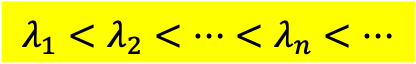 λ₁ < λ₂ < ⋯ < λₙ < ⋯